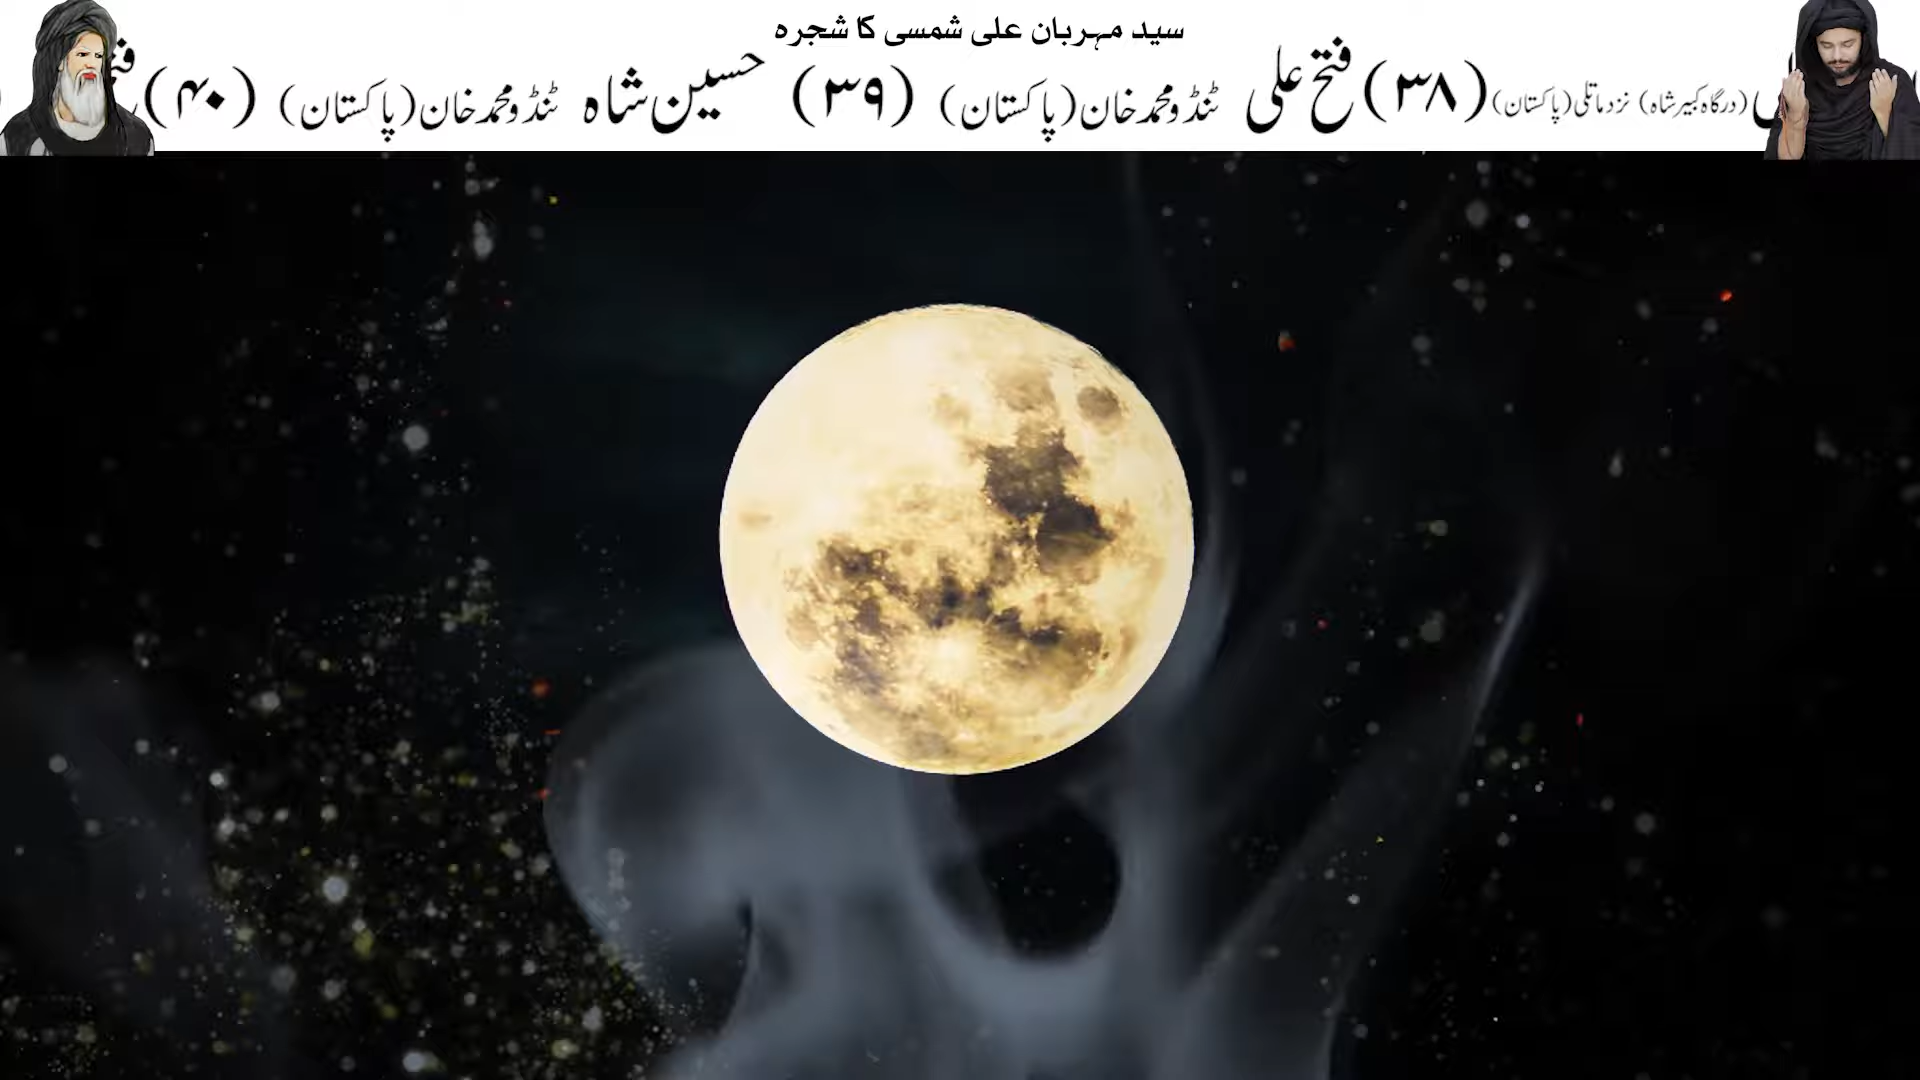 سید مہربان علی شمسی کا شجرہ
(درگاہ کبیر شاہ) نزد ماتلی (پاکستان) (۳۸) فتح علی ٹنڈو محمد خان (پاکستان) (۳۹) حسین شاہ ٹنڈو محمد خان (پاکستان) (۴۰)